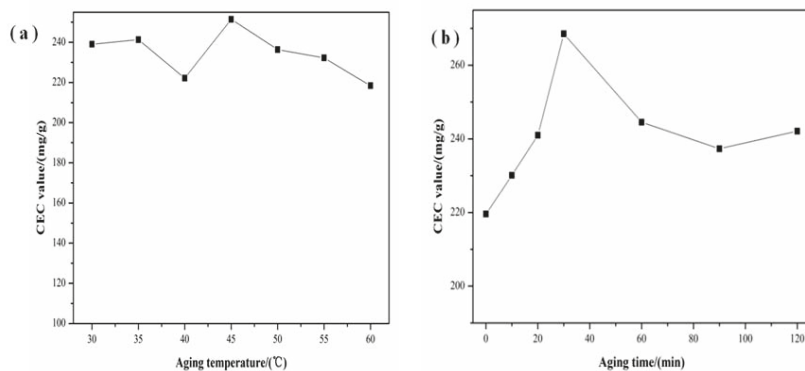 (a)
CEC value/(mg/g)
240
220
200
180
160
140
120
100
30 35 40 45 50 55 60
Aging temperature/(℃)
(b)
CEC value/(mg/g)
260
240
220
200
0 20 40 60 80 100 120
Aging time/(min)